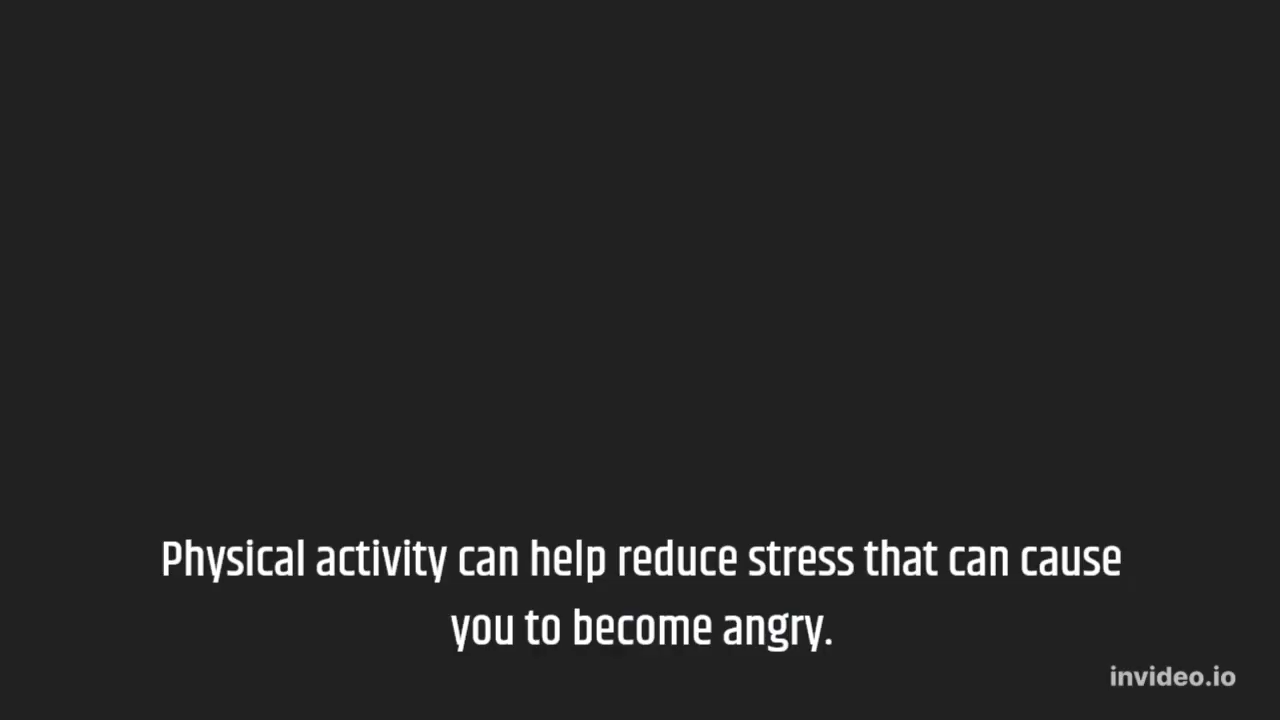 Physical activity can help reduce stress that can cause
you to become angry.
invideo.io